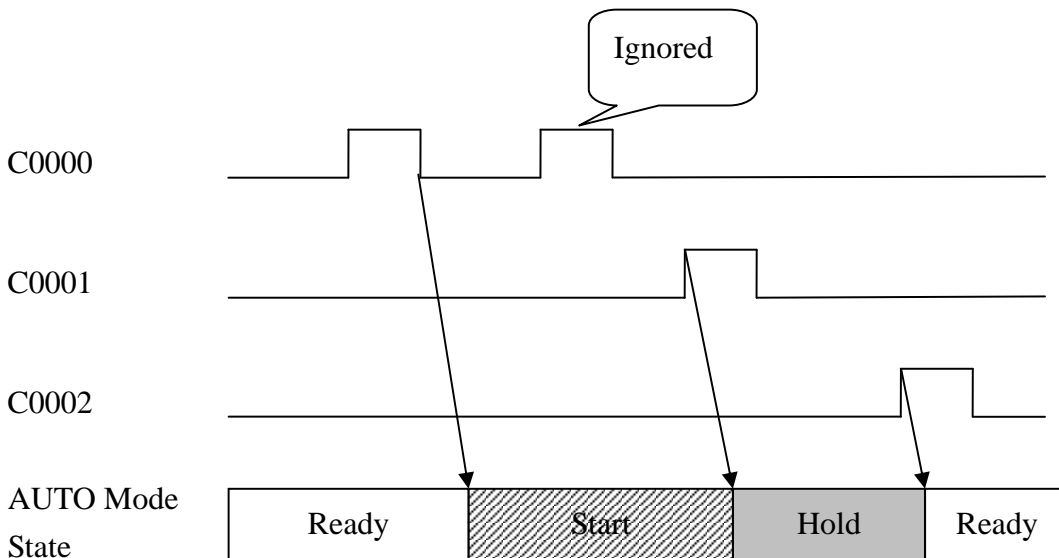 Ignored
C0000
C0001
C0002
AUTO Mode
State
Ready
Start
Hold
Ready